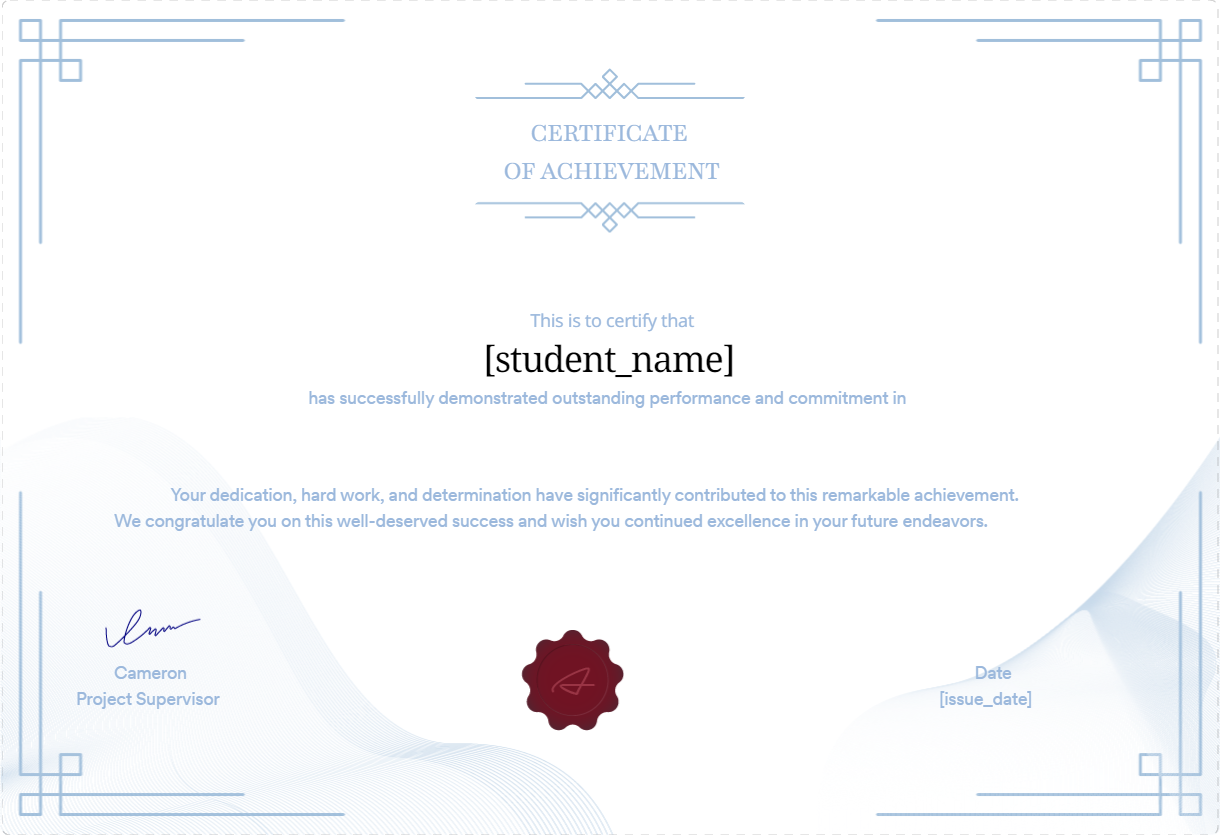 CERTIFICATE
OF ACHIEVEMENT
This is to certify that
[student_name]
has successfully demonstrated outstanding performance and commitment in
Your dedication, hard work, and determination have significantly contributed to this remarkable achievement.
We congratulate you on this well-deserved success and wish you continued excellence in your future endeavors.
Cameron
Project Supervisor
Date
[issue_date]